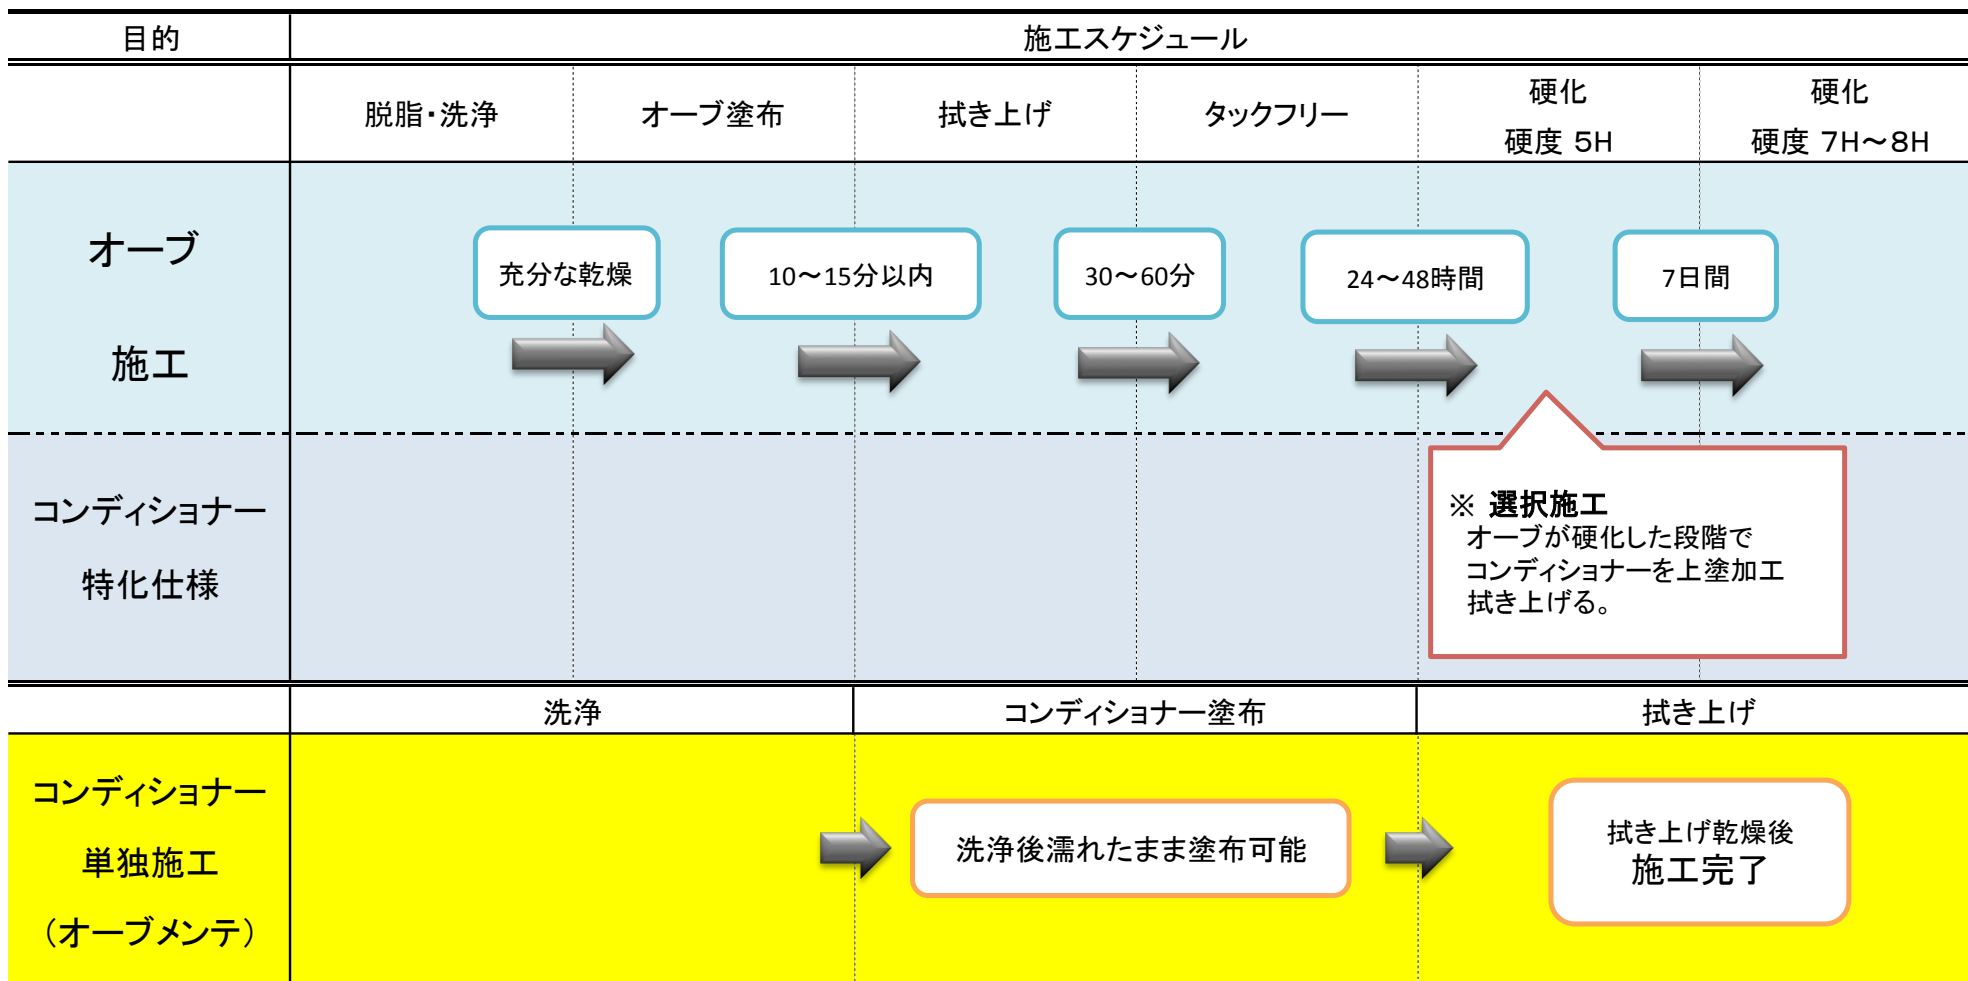 目的
施工スケジュール
脱脂・洗浄
オーブ塗布
拭き上げ
タックフリー
硬化
硬度 5H
硬化
硬度 7H～8H
オーブ
施工
充分な乾燥
10～15分以内
30～60分
24～48時間
7日間
コンディショナー
特化仕様
※ 選択施工
オーブが硬化した段階で
コンディショナーを上塗加工
拭き上げる。
洗浄
コンディショナー塗布
拭き上げ
コンディショナー
単独施工
（オーブメンテ）
洗浄後濡れたまま塗布可能
拭き上げ乾燥後
施工完了